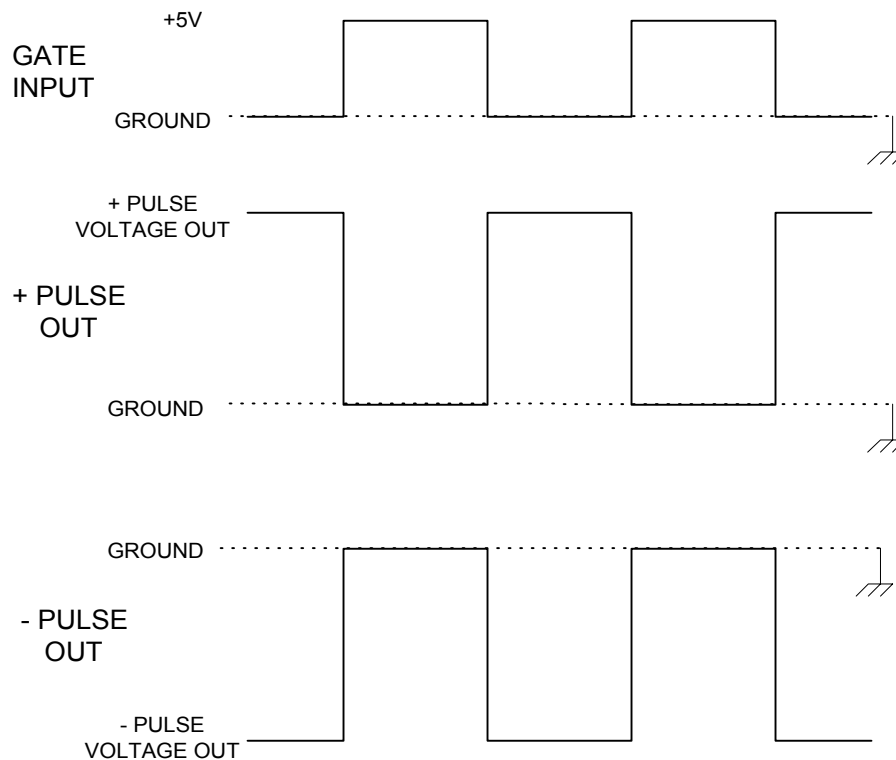 +5V
GATE
INPUT
GROUND
+ PULSE
VOLTAGE OUT
+ PULSE
OUT
GROUND
GROUND
- PULSE
OUT
- PULSE
VOLTAGE OUT